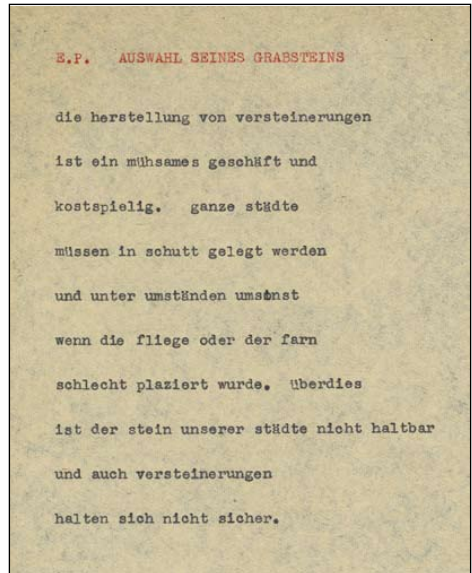 E.P. AUSWAHL SEINES GRABSTEINS
die herstellung von versteinerungen
ist ein mühsames geschäft und
kostspielig. ganze städte
müssen in schutt gelegt werden
und unter umständen umsonst
wenn die fliege oder der farn
schlecht plaziert wurde. überdies
ist der stein unserer städte nicht haltbar
und auch versteinerungen
halten sich nicht sicher.